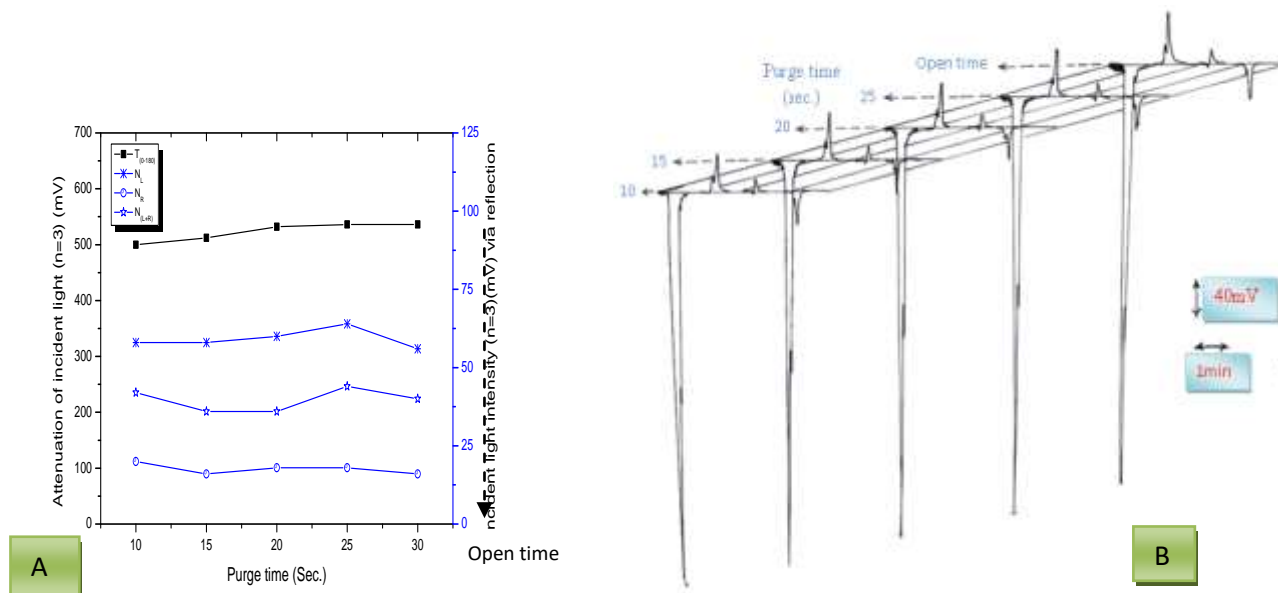 Attenuation of incident light (n=3) (mV)
700
600
500
400
300
200
100
0
T(0-180)
NL
NR
N(L+R)
125
100
75
50
25
0
ncident light intensity (n=3)(mV) via reflection
10 15 20 25 30
Purge time (Sec.)
Open time
A
Open time
Purge time
(sec.)
25
20
15
10
40mV
1min
B